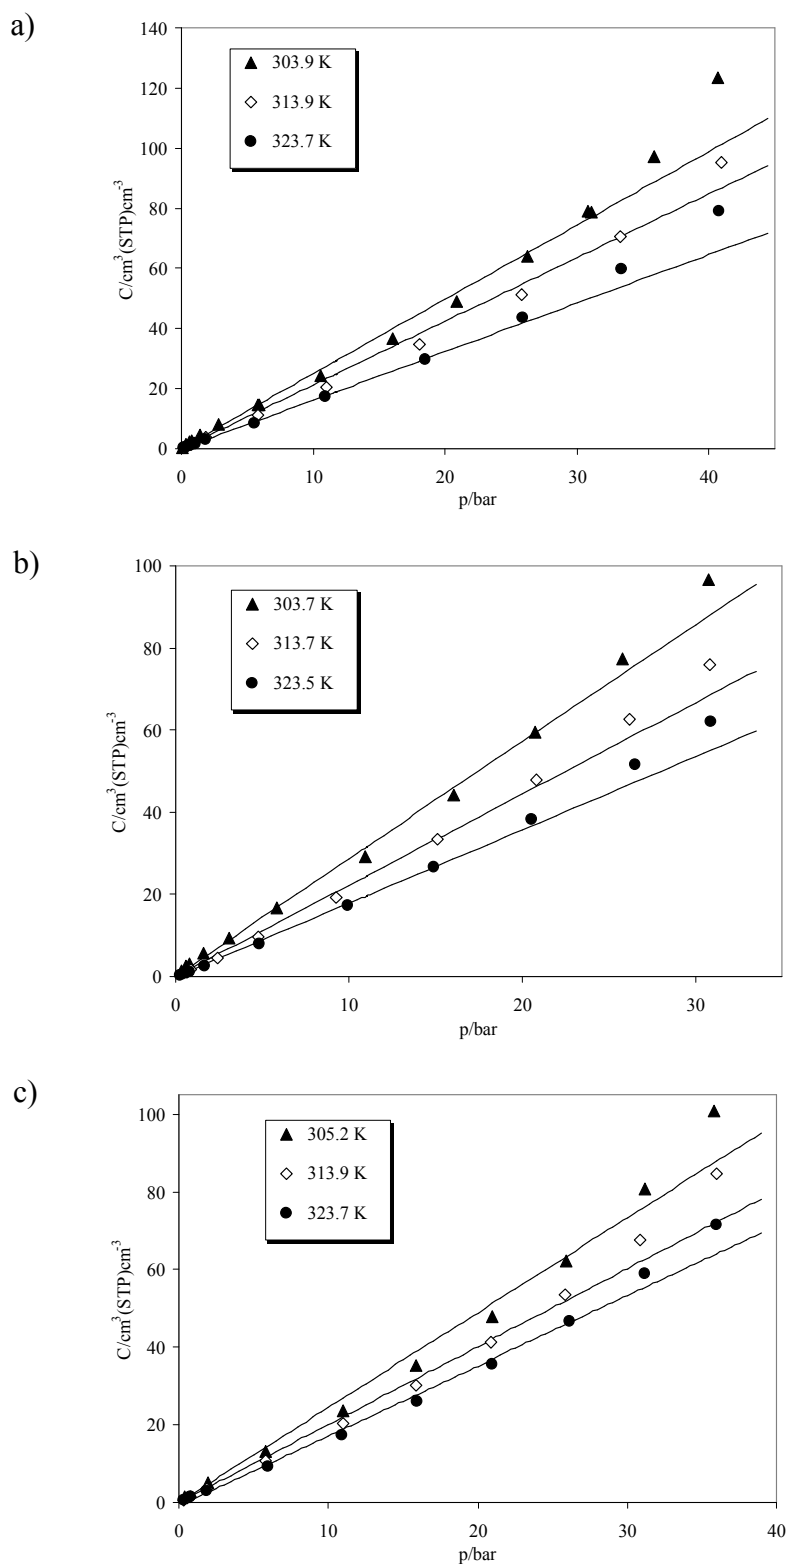 a)
140
120
100
80
60
40
20
0
C/cm³(STP)cm⁻³
303.9 K
313.9 K
323.7 K
0 10 20 30 40
p/bar
b)
100
80
60
40
20
0
C/cm³(STP)cm⁻³
303.7 K
313.7 K
323.5 K
0 10 20 30
p/bar
c)
100
80
60
40
20
0
C/cm³(STP)cm⁻³
305.2 K
313.9 K
323.7 K
0 10 20 30 40
p/bar